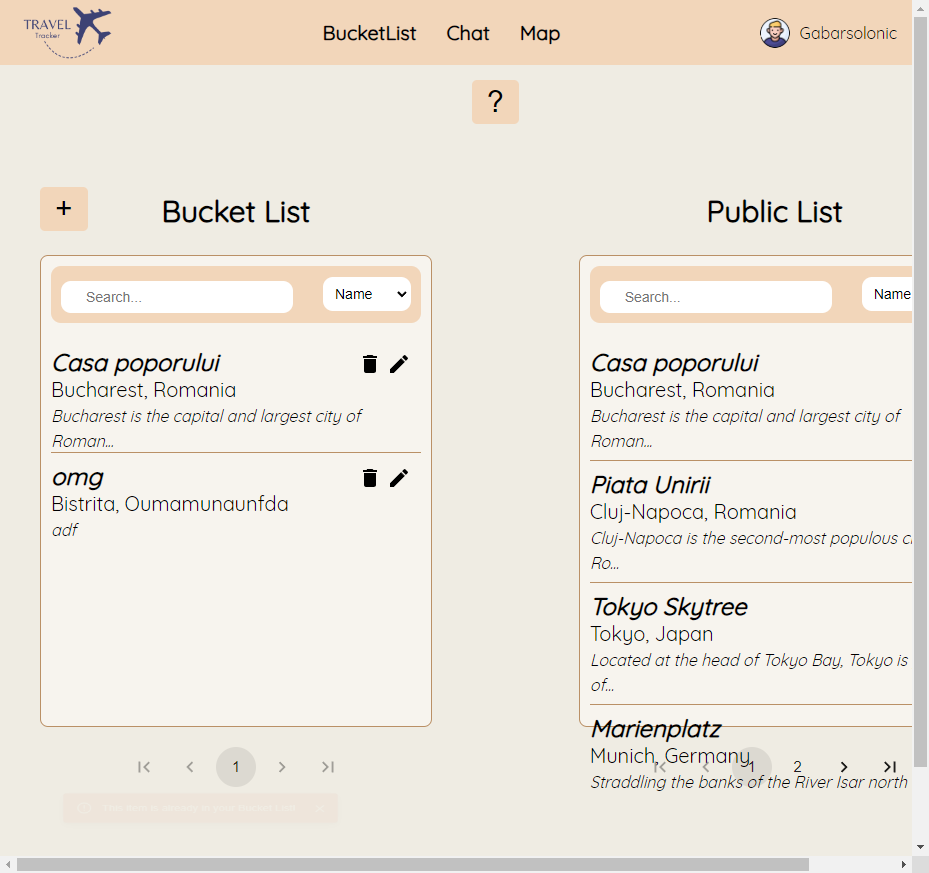 TRAVEL
Tracker
BucketList Chat Map
Gabarsolonic
?
+
Bucket List
Public List
Search...
Name
Search...
Name
Casa poporului
Bucharest, Romania
Bucharest is the capital and largest city of
Roman...
omg
Bistrita, Oumamunaunfda
adf
1
Casa poporului
Bucharest, Romania
Bucharest is the capital and largest city of
Roman...
Piata Unirii
Cluj-Napoca, Romania
Cluj-Napoca is the second-most populous
Ro...
Tokyo Skytree
Tokyo, Japan
Located at the head of Tokyo Bay, Tokyo is
of...
Marienplatz
Munich, Germany
Straddling the banks of the River Isar north
1 2